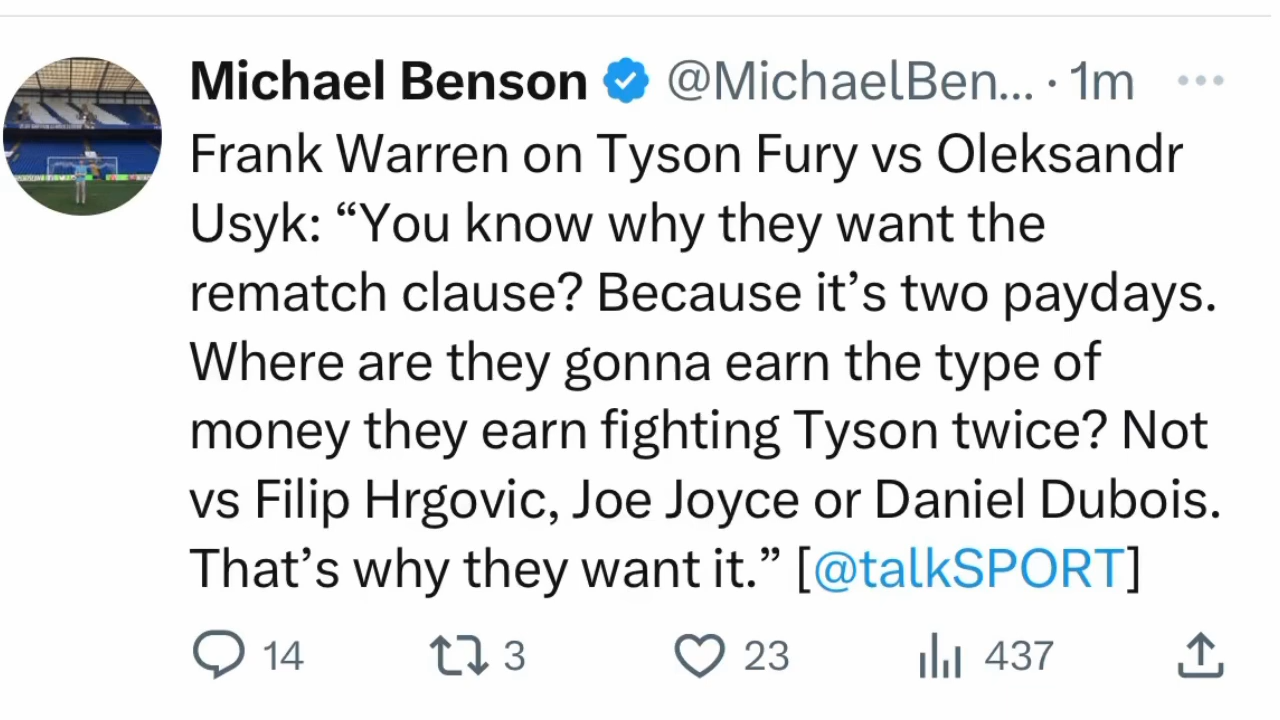 Michael Benson @MichaelBen... · 1m
Frank Warren on Tyson Fury vs Oleksandr
Usyk: “You know why they want the
rematch clause? Because it’s two paydays.
Where are they gonna earn the type of
money they earn fighting Tyson twice? Not
vs Filip Hrgovic, Joe Joyce or Daniel Dubois.
That’s why they want it.” [@talkSPORT]
14 3 23 437